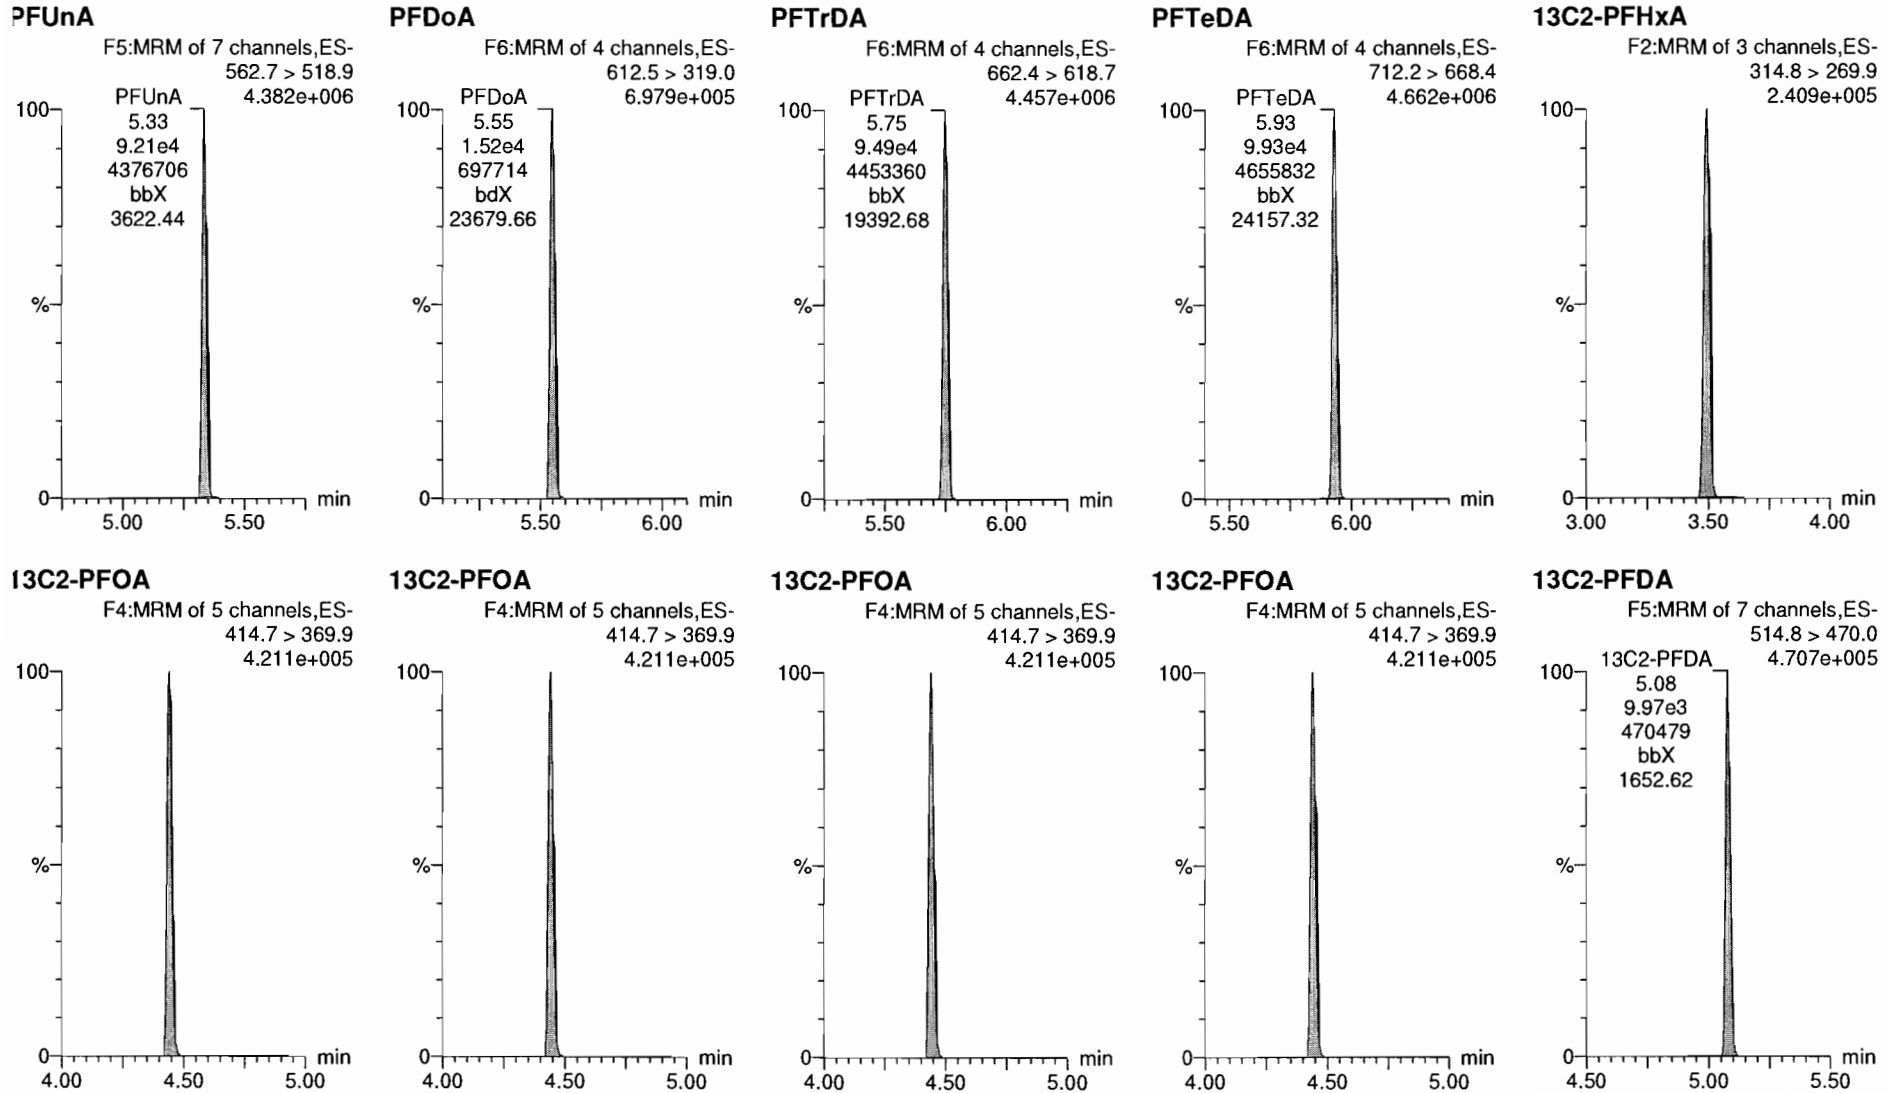 PFUnA
F5:MRM of 7 channels,ES-
562.7 > 518.9
4.382e+006
PFUnA
5.33
9.21e4
4376706
bbX
3622.44
100
%
0
5.00
5.50
min
PFDoA
F6:MRM of 4 channels,ES-
612.5 > 319.0
6.979e+005
PFDoA
5.55
1.52e4
697714
bdX
23679.66
100
%
0
5.50
6.00
min
PFTrDA
F6:MRM of 4 channels,ES-
662.4 > 618.7
4.457e+006
PFTrDA
5.75
9.49e4
4453360
bbX
19392.68
100
%
0
5.50
6.00
min
PFTeDA
F6:MRM of 4 channels,ES-
712.2 > 668.4
4.662e+006
PFTeDA
5.93
9.93e4
4655832
bbX
24157.32
100
%
0
5.50
6.00
min
13C2-PFHxA
F2:MRM of 3 channels,ES-
314.8 > 269.9
2.409e+005
100
%
0
3.00
3.50
4.00
min
13C2-PFOA
F4:MRM of 5 channels,ES-
414.7 > 369.9
4.211e+005
100
%
0
4.00
4.50
5.00
min
13C2-PFOA
F4:MRM of 5 channels,ES-
414.7 > 369.9
4.211e+005
100
%
0
4.00
4.50
5.00
min
13C2-PFOA
F4:MRM of 5 channels,ES-
414.7 > 369.9
4.211e+005
100
%
0
4.00
4.50
5.00
min
13C2-PFOA
F4:MRM of 5 channels,ES-
414.7 > 369.9
4.211e+005
100
%
0
4.00
4.50
5.00
min
13C2-PFDA
F5:MRM of 7 channels,ES-
514.8 > 470.0
4.707e+005
13C2-PFDA
5.08
9.97e3
470479
bbX
1652.62
100
%
0
4.50
5.00
5.50
min